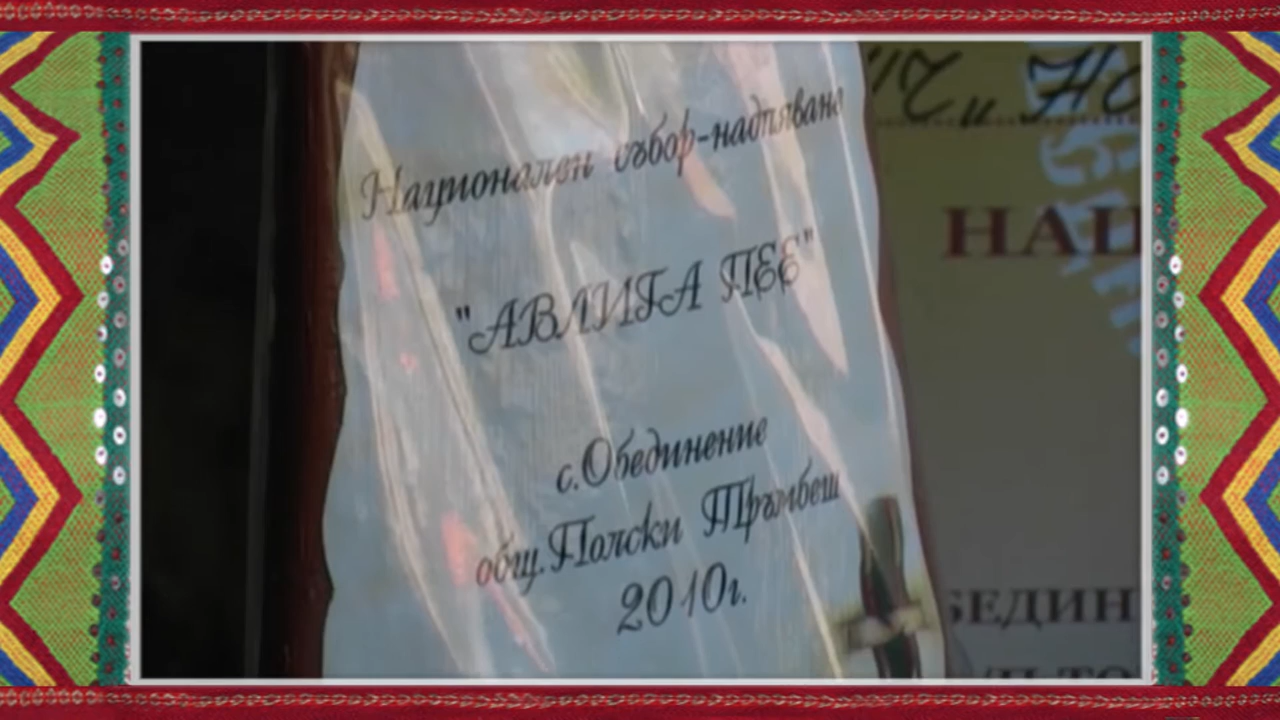 Национален събор-надпяване
"АВЛИГА ПЕЕ"
с.Обединение
общ.Полски Тръмбеш
2010г.
НАЦ
ЕДИН